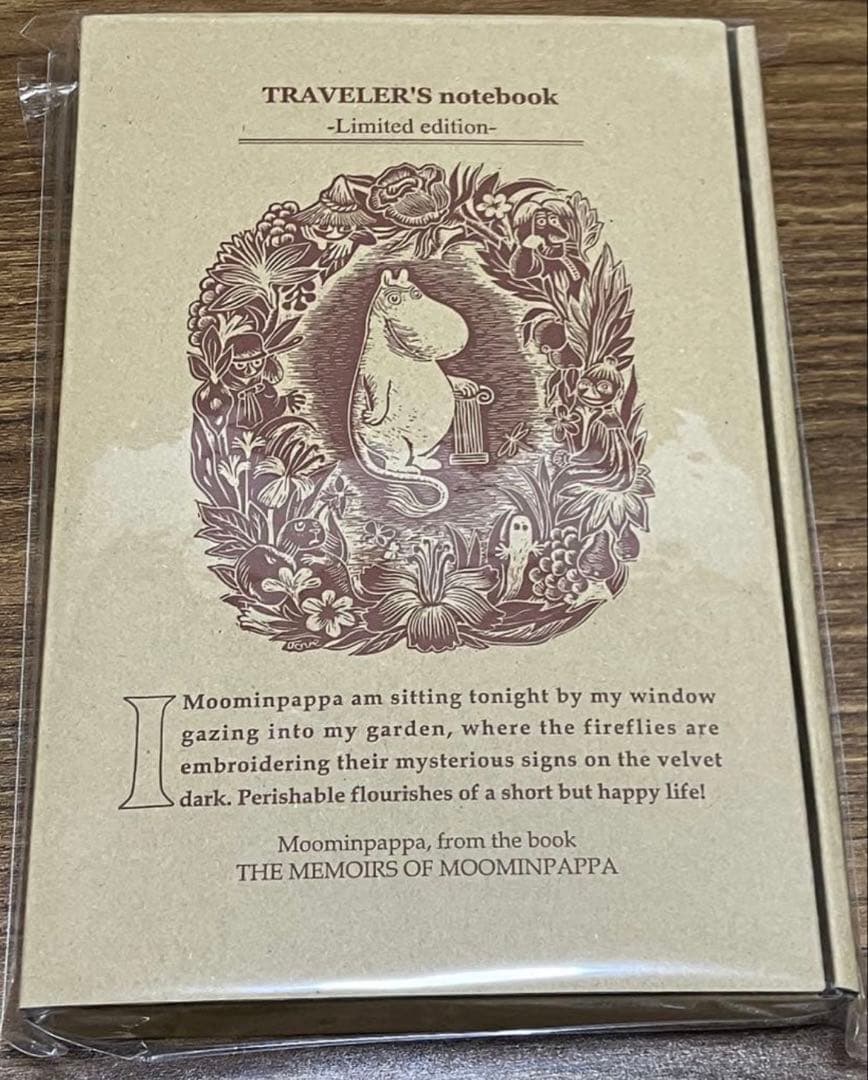 TRAVELER'S notebook
-Limited edition-
I Moominpappa am sitting tonight by my window
gazing into my garden, where the fireflies are
embroidering their mysterious signs on the velvet
dark. Perishable flourishes of a short but happy life!
Moominpappa, from the book
THE MEMOIRS OF MOOMINPAPPA